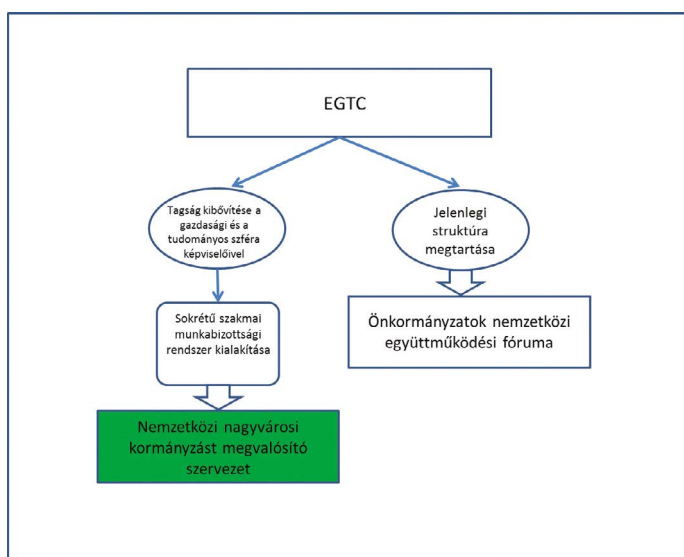 EGTC
Tagság kibővítése a
gazdasági és a
tudományos szféra
képviselőivel
Jelenlegi
struktúra
megtartása
Sokrétű szakmai
munkabizottsági
rendszer kialakítása
Önkormányzatok nemzetközi
együttműködési fóruma
Nemzetközi nagyvárosi
kormányzást megvalósító
szervezet